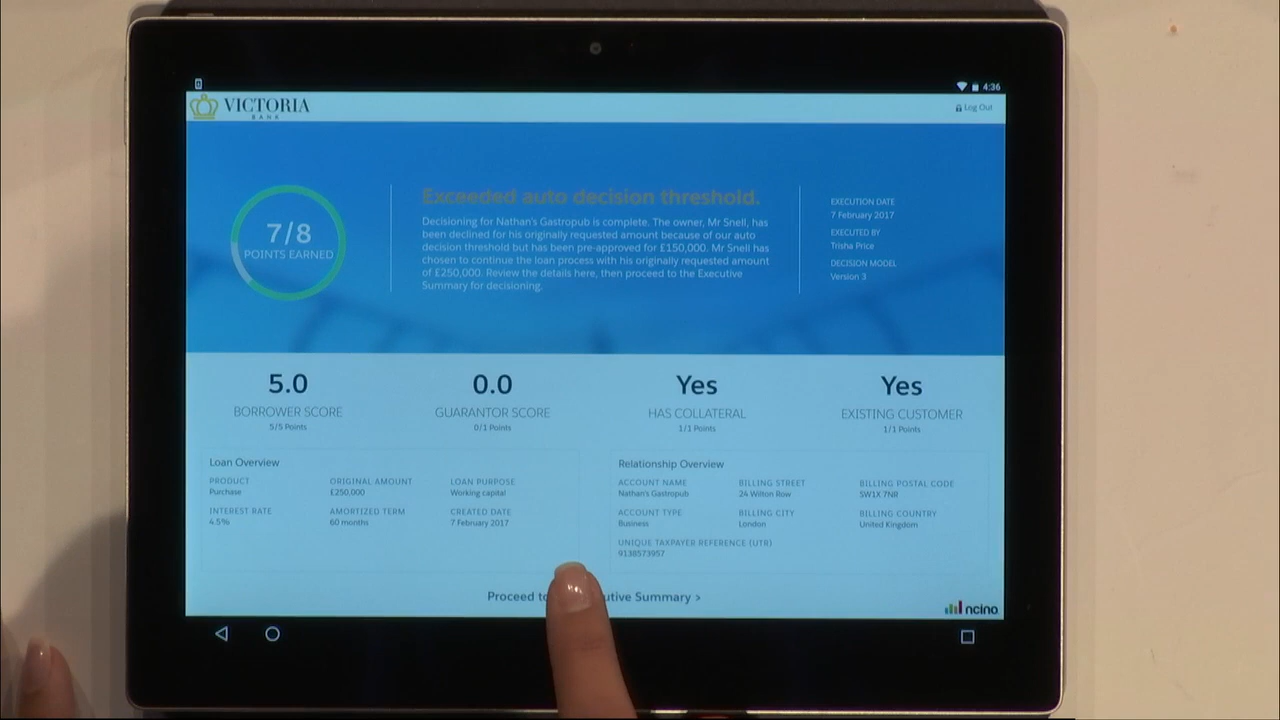 4:36
VICTORIA
BANK
Log Out
7/8
POINTS EARNED
Exceeded auto decision threshold.
Decisioning for Nathan's Gastropub is complete. The owner, Mr Snell, has
been declined for his originally requested amount because of our auto
decision threshold but has been pre-approved for £150,000. Mr Snell has
chosen to continue the loan process with his originally requested amount
of £250,000. Review the details here, then proceed to the Executive
Summary for decisioning.
EXECUTION DATE
7 February 2017
EXECUTED BY
Trisha Price
DECISION MODEL
Version 3
5.0
BORROWER SCORE
5/5 Points
0.0
GUARANTOR SCORE
0/1 Points
Yes
HAS COLLATERAL
1/1 Points
Yes
EXISTING CUSTOMER
1/1 Points
Loan Overview
PRODUCT
Purchase
ORIGINAL AMOUNT
£250,000
LOAN PURPOSE
Working capital
INTEREST RATE
4.5%
AMORTIZED TERM
60 months
CREATED DATE
7 February 2017
Relationship Overview
ACCOUNT NAME
Nathan's Gastropub
BILLING STREET
24 Wilton Row
BILLING POSTAL CODE
SW1X 7NR
ACCOUNT TYPE
Business
BILLING CITY
London
BILLING COUNTRY
United Kingdom
UNIQUE TAXPAYER REFERENCE (UTR)
9138573957
Proceed to utive Summary >
ncino